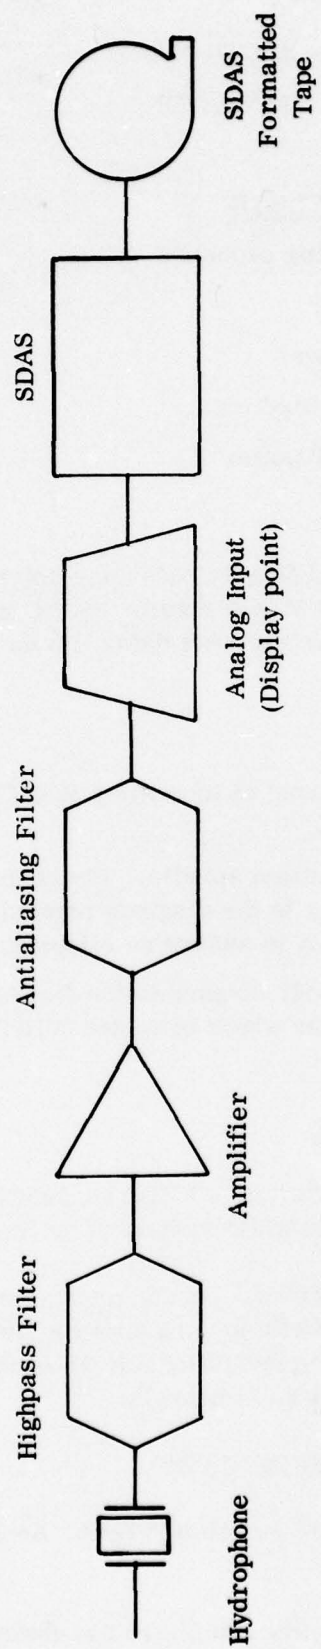 Hydrophone
Highpass Filter
Amplifier
Antialiasing Filter
Analog Input
(Display point)
SDAS
SDAS
Formatted
Tape